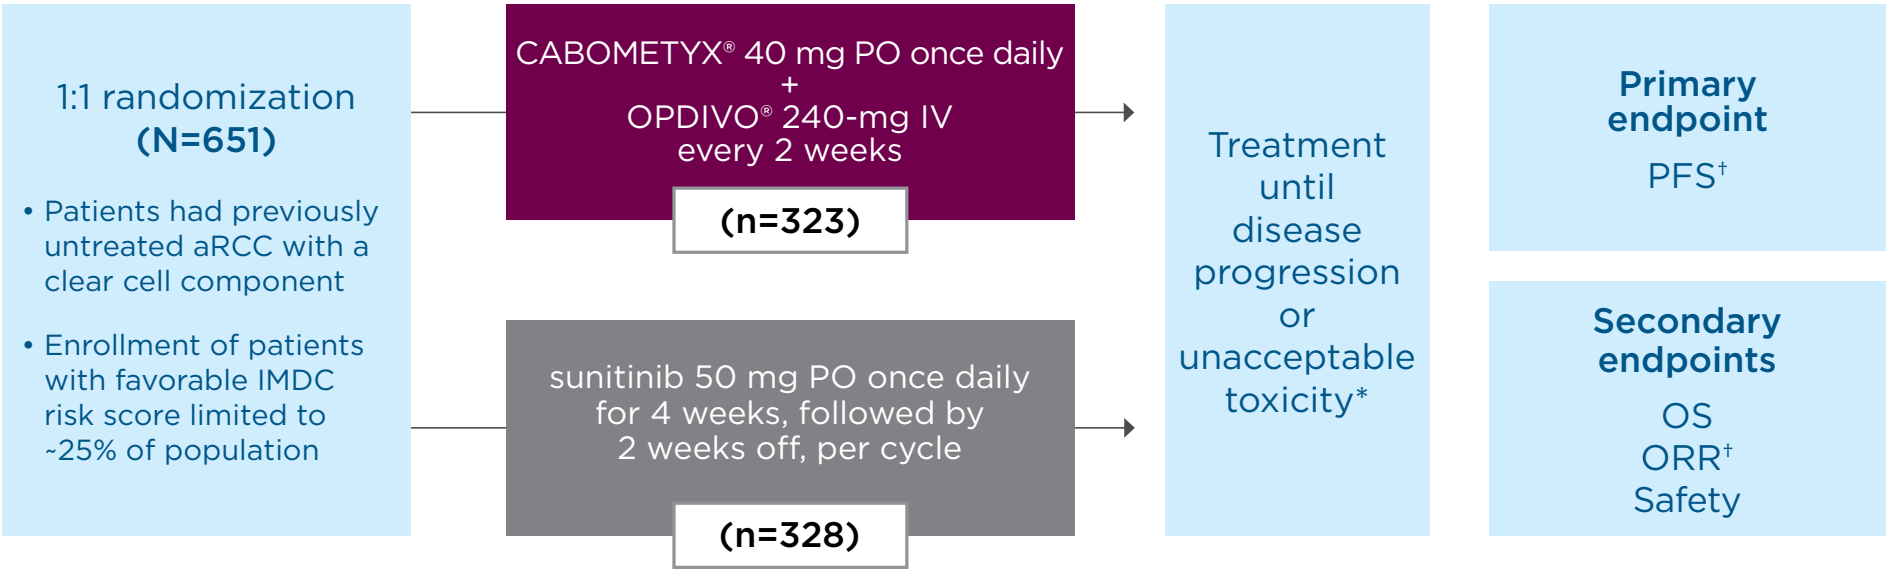 1:1 randomization
(N=651)
• Patients had previously
untreated aRCC with a
clear cell component
• Enrollment of patients
with favorable IMDC
risk score limited to
~25% of population
CABOMETYX® 40 mg PO once daily
+
OPDIVO® 240-mg IV
every 2 weeks
(n=323)
sunitinib 50 mg PO once daily
for 4 weeks, followed by
2 weeks off, per cycle
(n=328)
Treatment
until
disease
progression
or
unacceptable
toxicity*
Primary
endpoint
PFS†
Secondary
endpoints
OS
ORR†
Safety